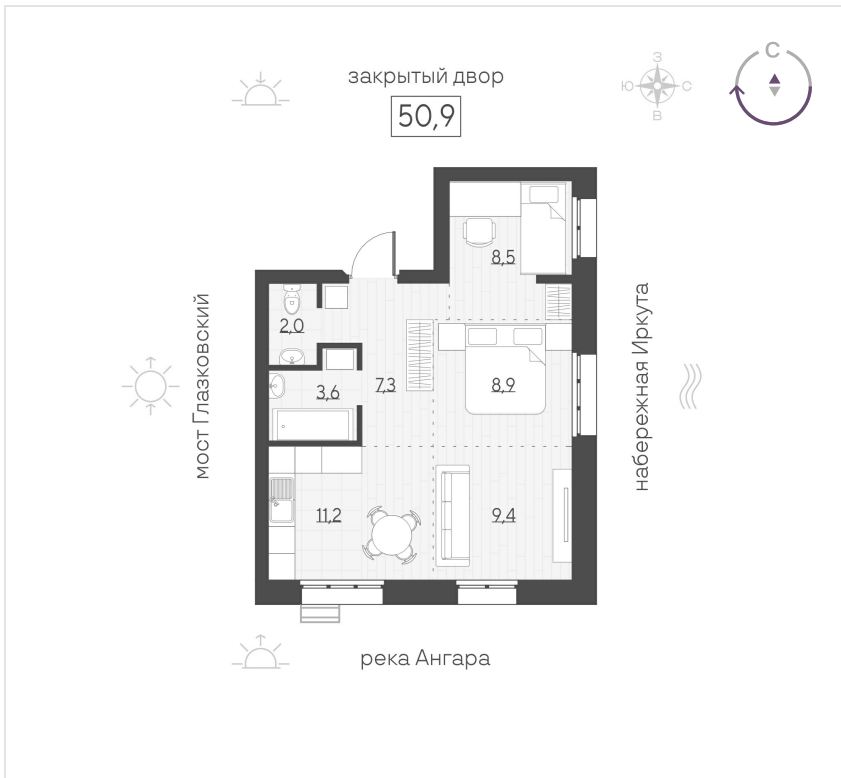 закрытый двор
50,9
З
Ю
С
В
С
8,5
2,0
3,6
7,3
8,9
11,2
9,4
мост Глазковский
набережная Иркута
река Ангара